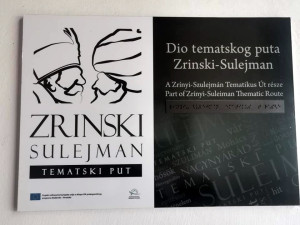 ZRINSKI
SULEJMAN
TEMATSKI PUT
Dio tematskog puta
Zrinski-Sulejman
A Zrínyi-Szulejmán Tematikus Út része
Part of Zrinyi-Suleiman Thematic Route